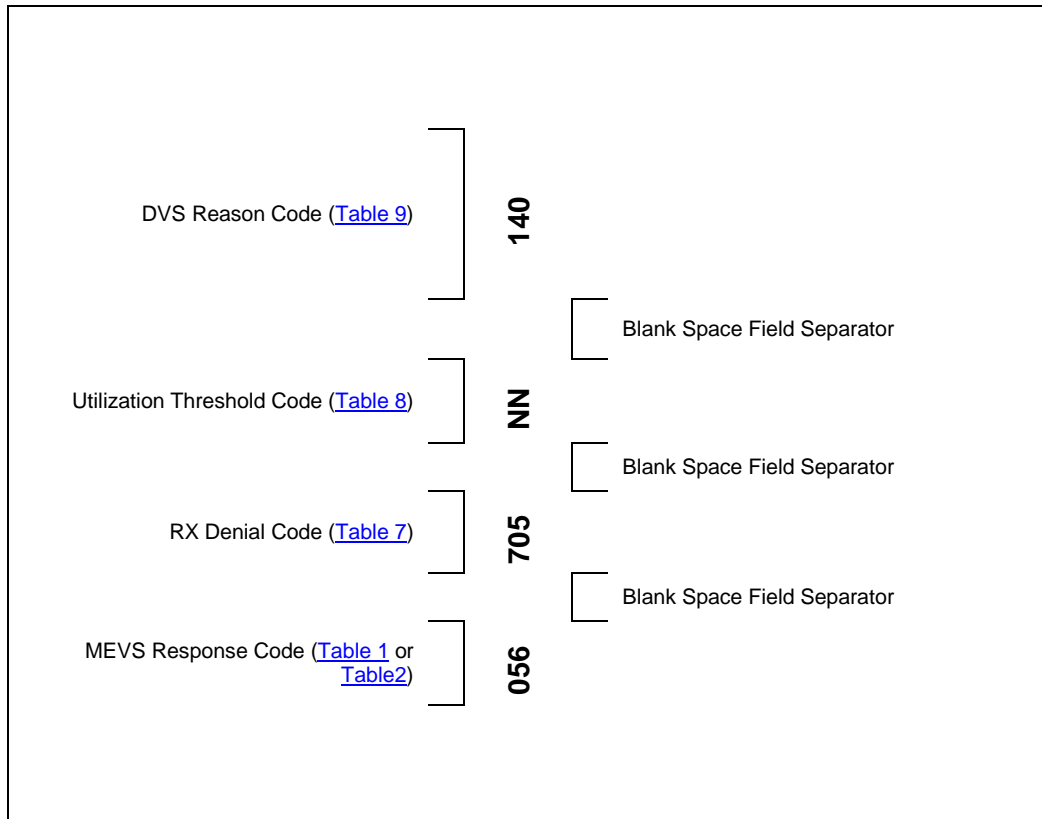 DVS Reason Code (Table 9)
140
Blank Space Field Separator
Utilization Threshold Code (Table 8)
NN
Blank Space Field Separator
RX Denial Code (Table 7)
705
Blank Space Field Separator
MEVS Response Code (Table 1 or
Table2)
056